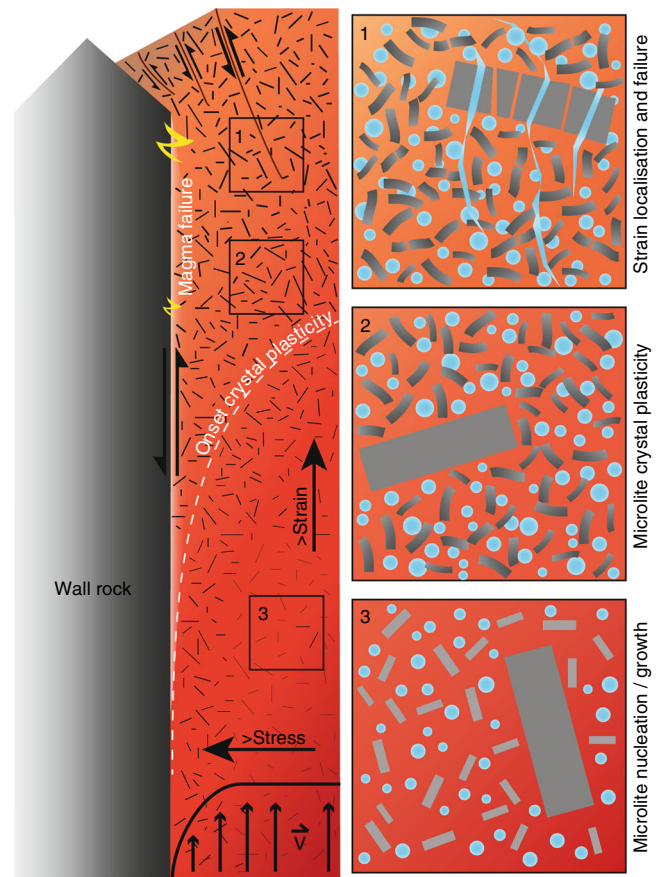 1
Magma failure
2
Onset crystal plasticity
>Strain
Wall rock
3
>Stress
V
1
Strain localisation and failure
2
Microlite crystal plasticity
3
Microlite nucleation / growth